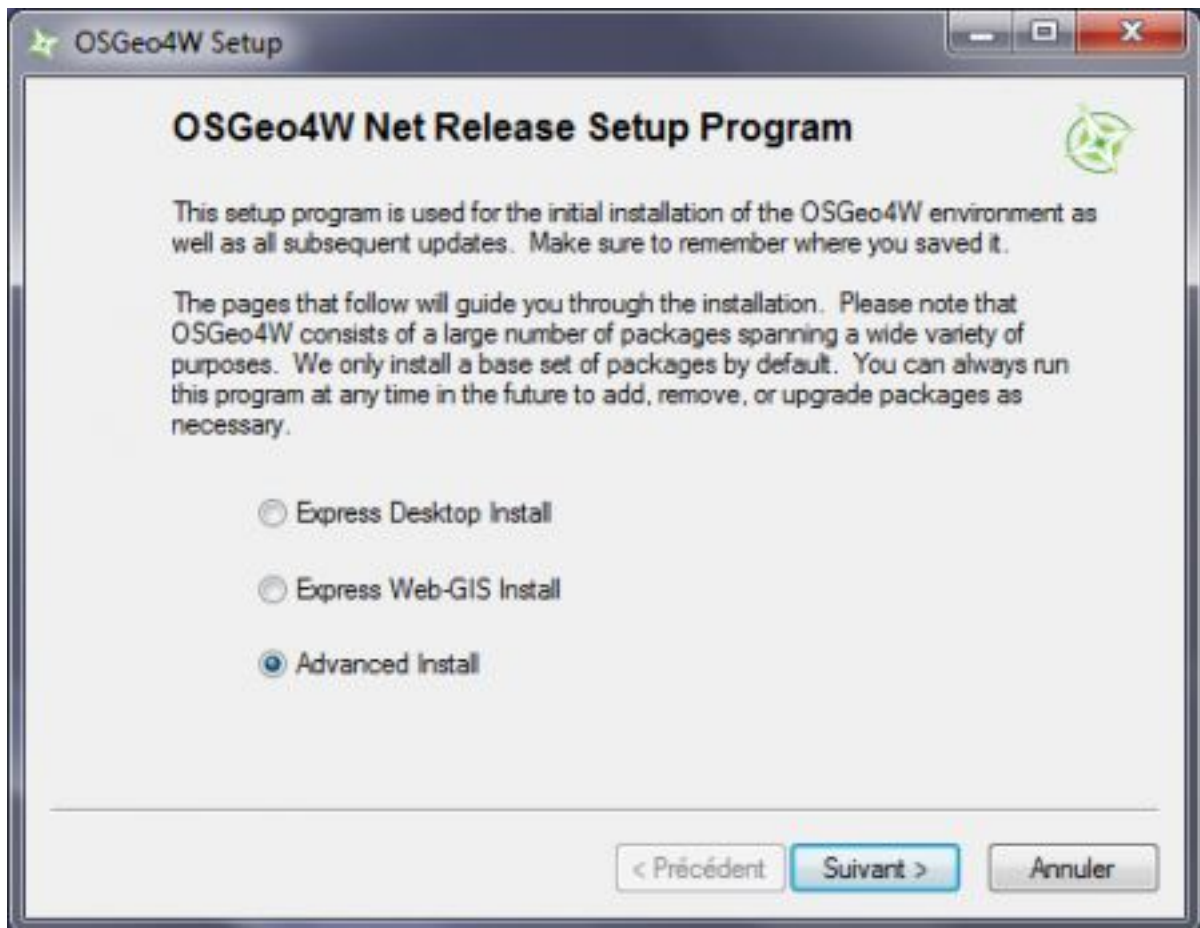 OSGeo4W Setup
OSGeo4W Net Release Setup Program
This setup program is used for the initial installation of the OSGeo4W environment as
well as all subsequent updates.  Make sure to remember where you saved it.
The pages that follow will guide you through the installation.  Please note that
OSGeo4W consists of a large number of packages spanning a wide variety of
purposes.  We only install a base set of packages by default.  You can always run
this program at any time in the future to add, remove, or upgrade packages as
necessary.
Express Desktop Install
Express Web-GIS Install
Advanced Install
< Précédent
Suivant >
Annuler